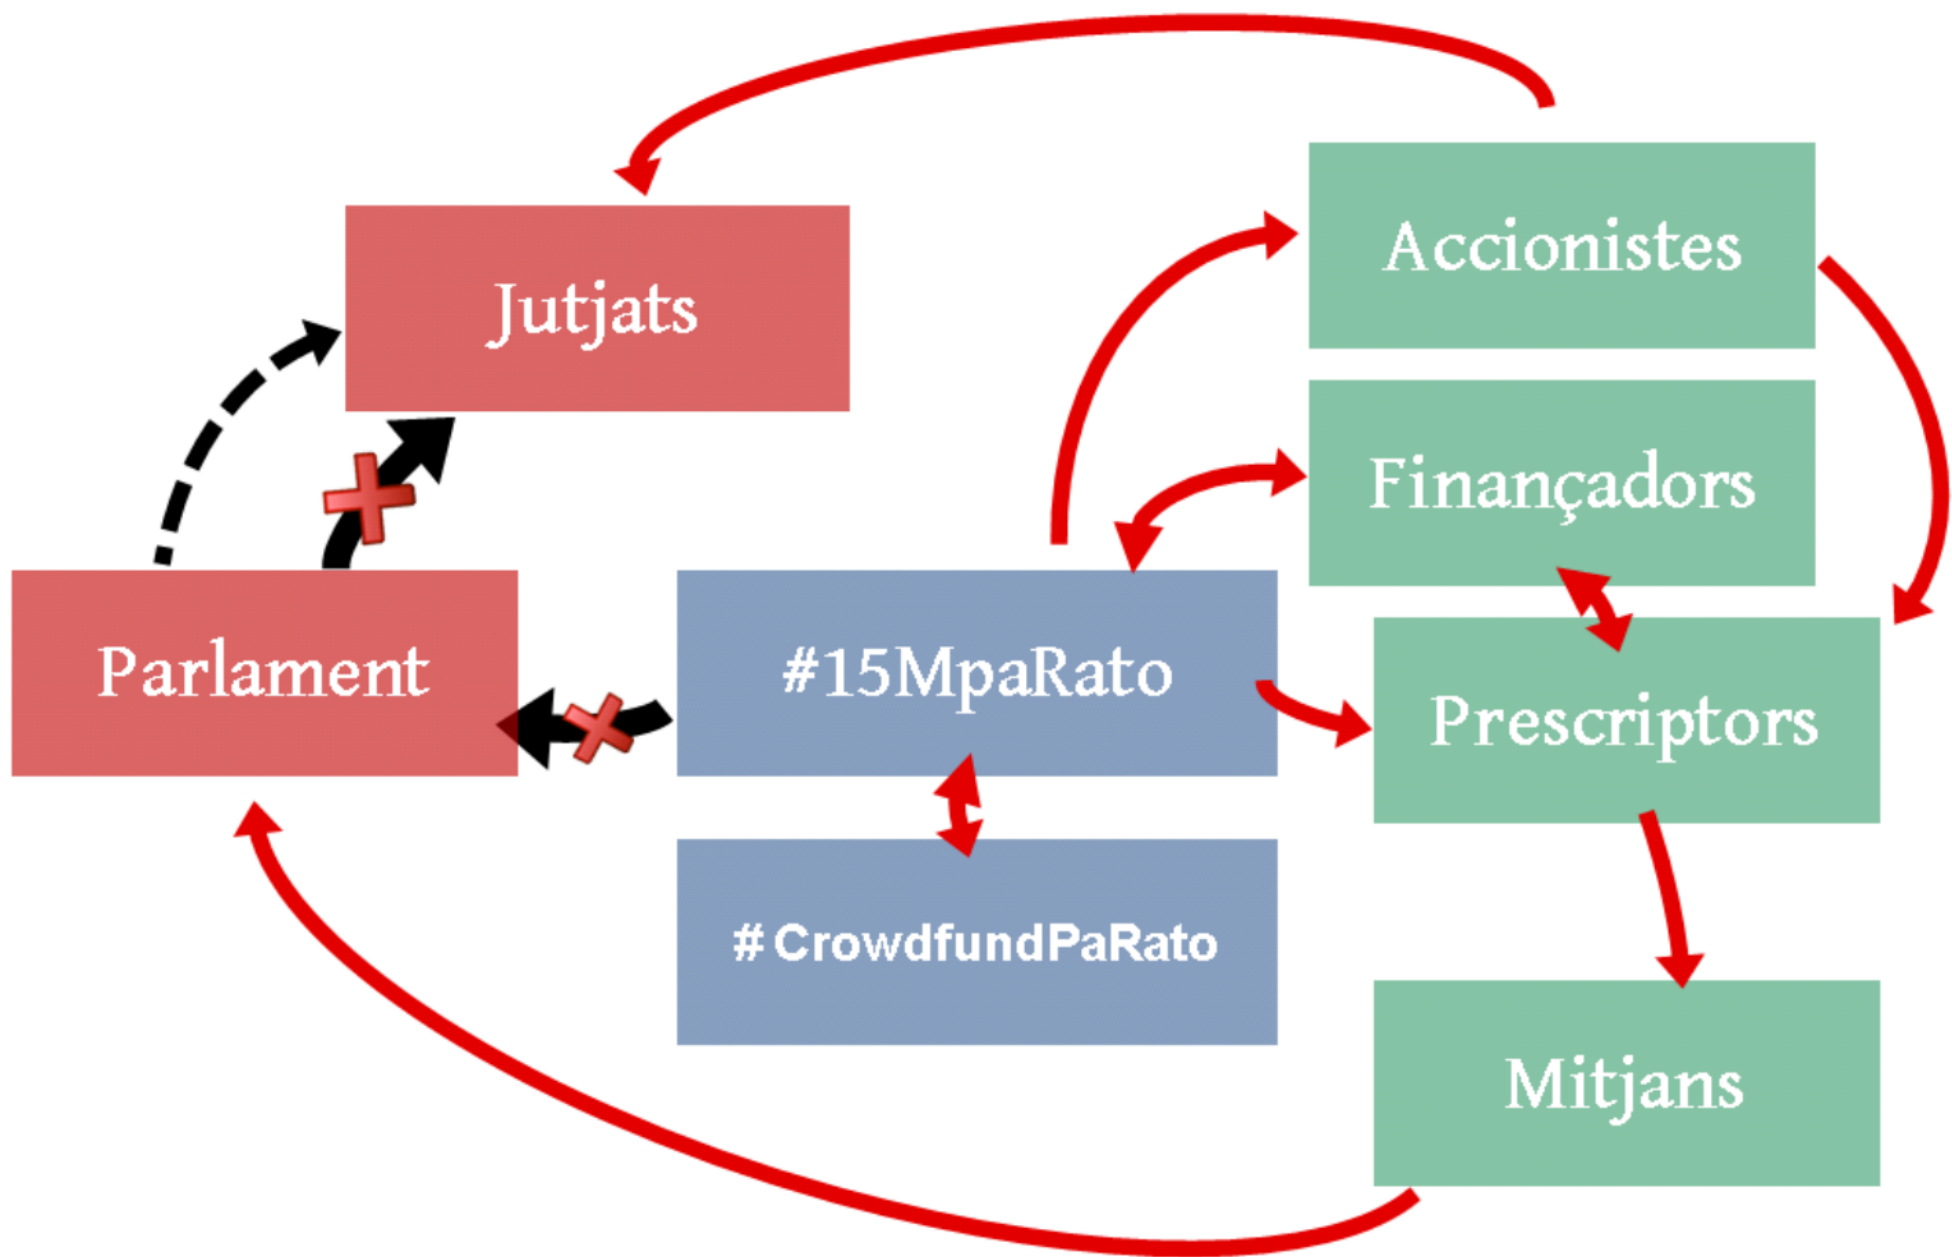 Accionistes
Jutjats
Finançadors
Parlament
#15MpaRato
Prescriptors
#CrowdfundPaRato
Mitjans